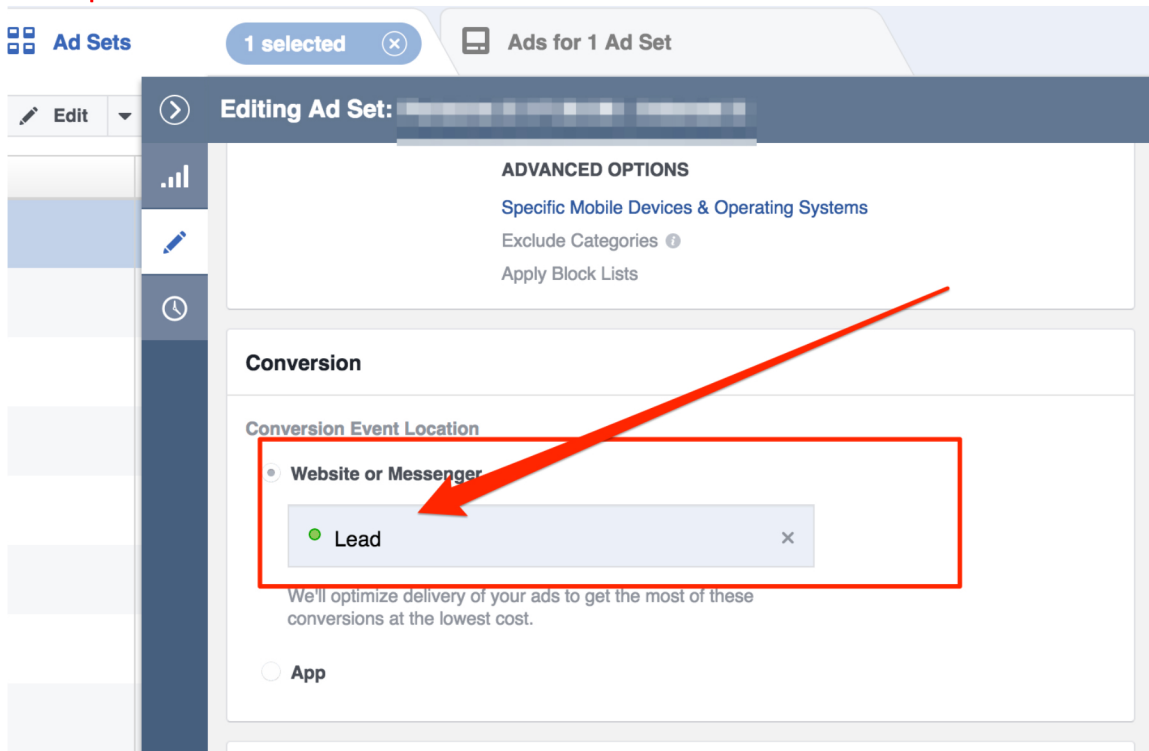 Ad Sets
1 selected
Ads for 1 Ad Set
Edit
Editing Ad Set:
ADVANCED OPTIONS
Specific Mobile Devices & Operating Systems
Exclude Categories
Apply Block Lists
Conversion
Conversion Event Location
Website or Messenger
Lead
We'll optimize delivery of your ads to get the most of these
conversions at the lowest cost.
App